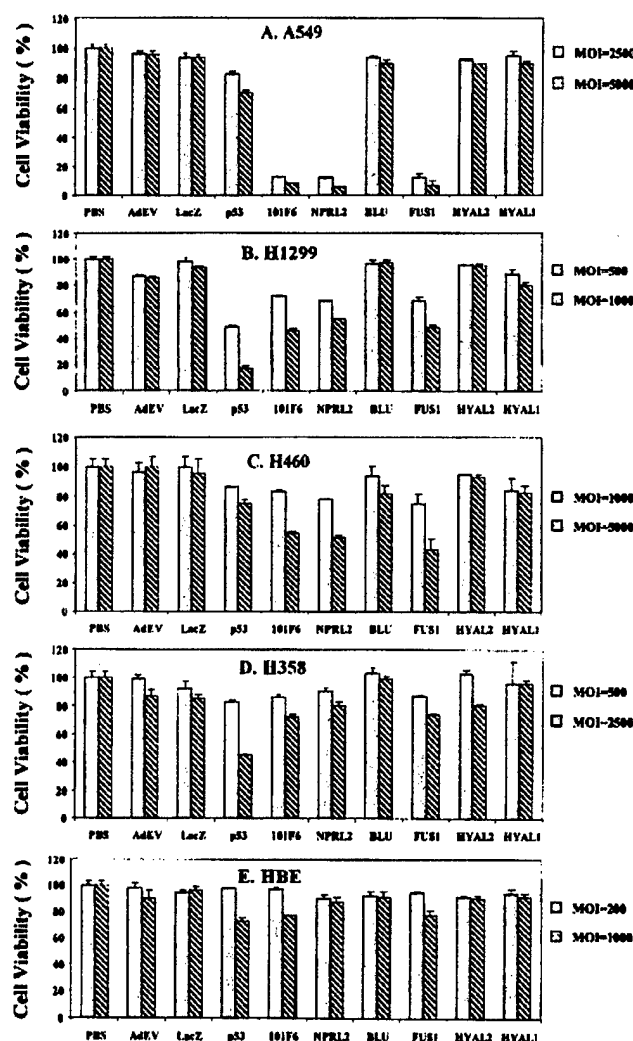 A. A549
Cell Viability ( % )
120
100
80
60
40
20
0
PBS AdEV LacZ p53 101F6 NPRL2 BLU FUS1 HYAL2 HYAL1
MOI=2500
MOI=5000
B. H1299
Cell Viability ( % )
120
100
80
60
40
20
0
PBS AdEV LacZ p53 101F6 NPRL2 BLU FUS1 HYAL2 HYAL1
MOI=500
MOI=1000
C. H460
Cell Viability ( % )
120
100
80
60
40
20
0
PBS AdEV LacZ p53 101F6 NPRL2 BLU FUS1 HYAL2 HYAL1
MOI=1000
MOI=5000
D. H358
Cell Viability ( % )
120
100
80
60
40
20
0
PBS AdEV LacZ p53 101F6 NPRL2 BLU FUS1 HYAL2 HYAL1
MOI=500
MOI=2500
E. HBE
Cell Viability ( % )
120
100
80
60
40
20
0
PBS AdEV LacZ p53 101F6 NPRL2 BLU FUS1 HYAL2 HYAL1
MOI=200
MOI=1000